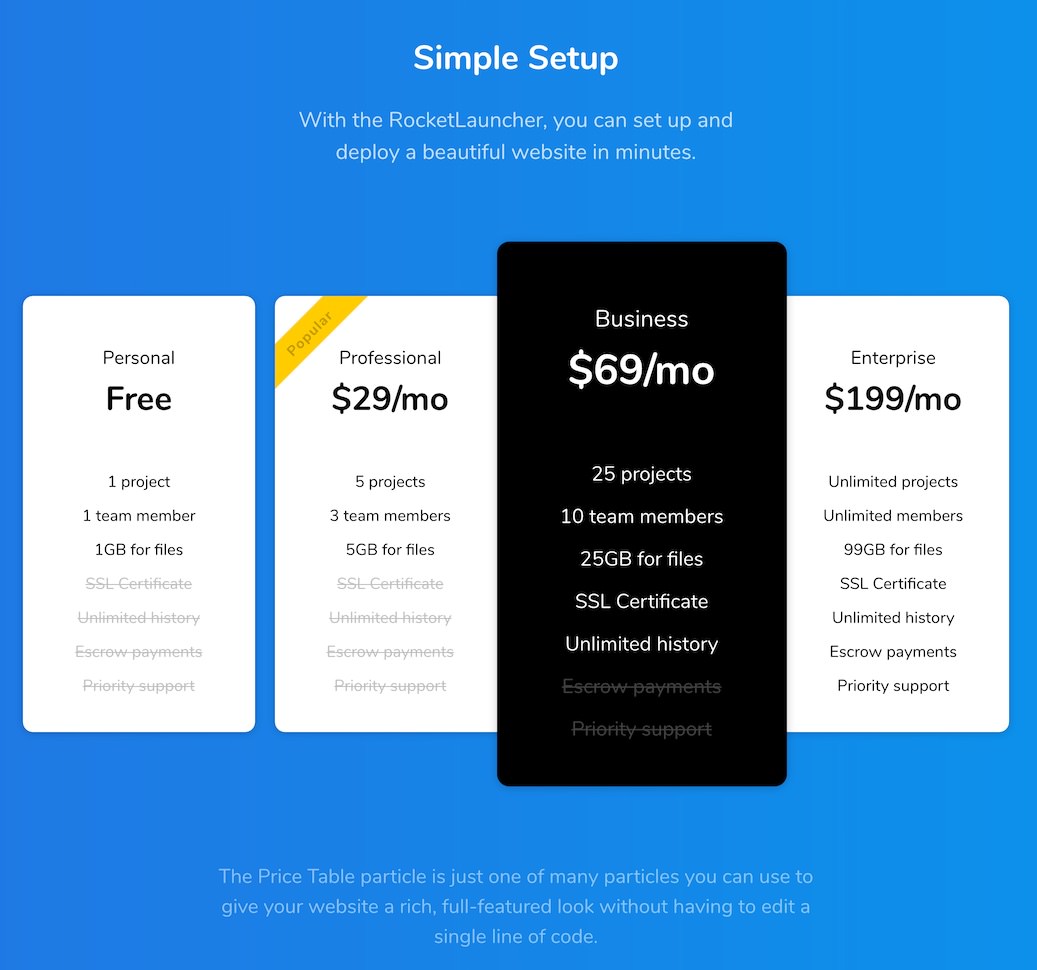 Simple Setup
With the RocketLauncher, you can set up and
deploy a beautiful website in minutes.
Personal
Free
1 project
1 team member
1GB for files
SSL Certificate
Unlimited history
Escrow payments
Priority support
Popular
Professional
$29/mo
5 projects
3 team members
5GB for files
SSL Certificate
Unlimited history
Escrow payments
Priority support
Business
$69/mo
25 projects
10 team members
25GB for files
SSL Certificate
Unlimited history
Escrow payments
Priority support
Enterprise
$199/mo
Unlimited projects
Unlimited members
99GB for files
SSL Certificate
Unlimited history
Escrow payments
Priority support
The Price Table particle is just one of many particles you can use to
give your website a rich, full-featured look without having to edit a
single line of code.